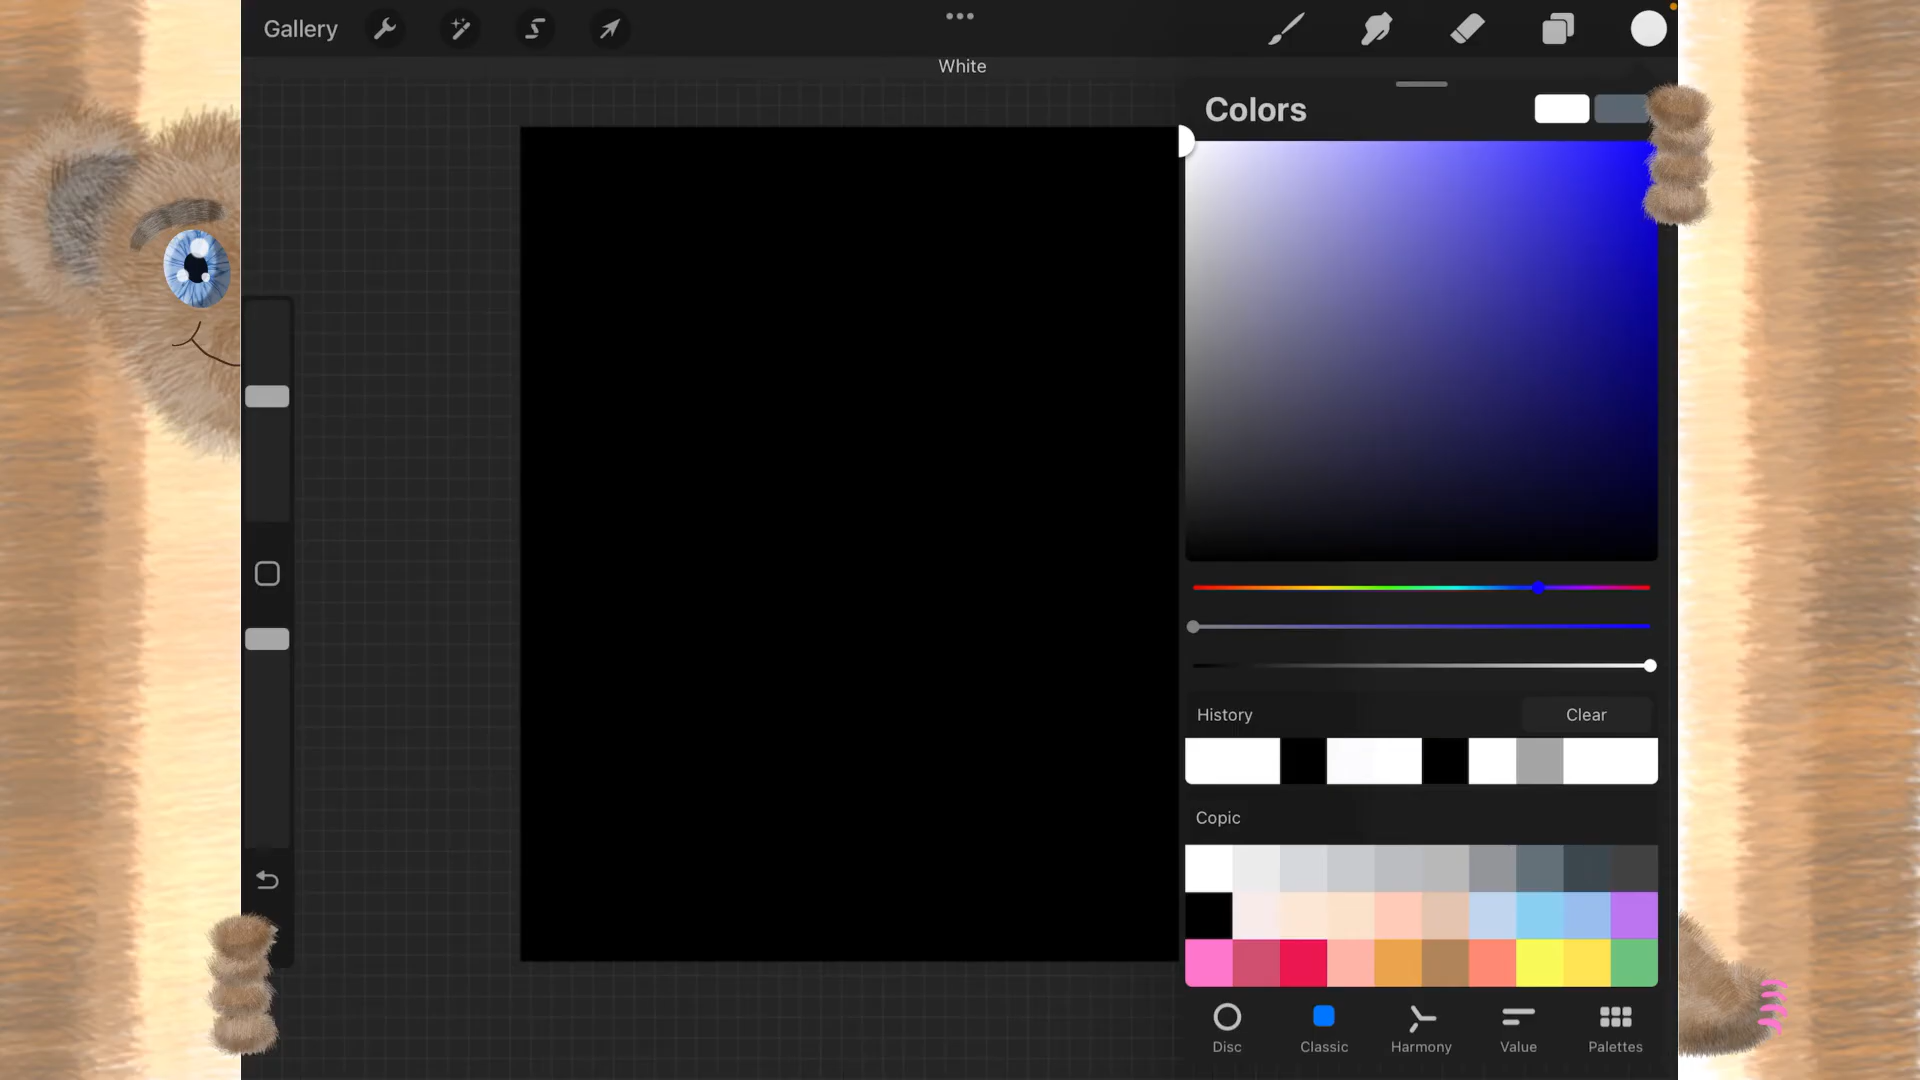 Gallery
White
Colors
History
Clear
Copic
Disc
Classic
Harmony
Value
Palettes